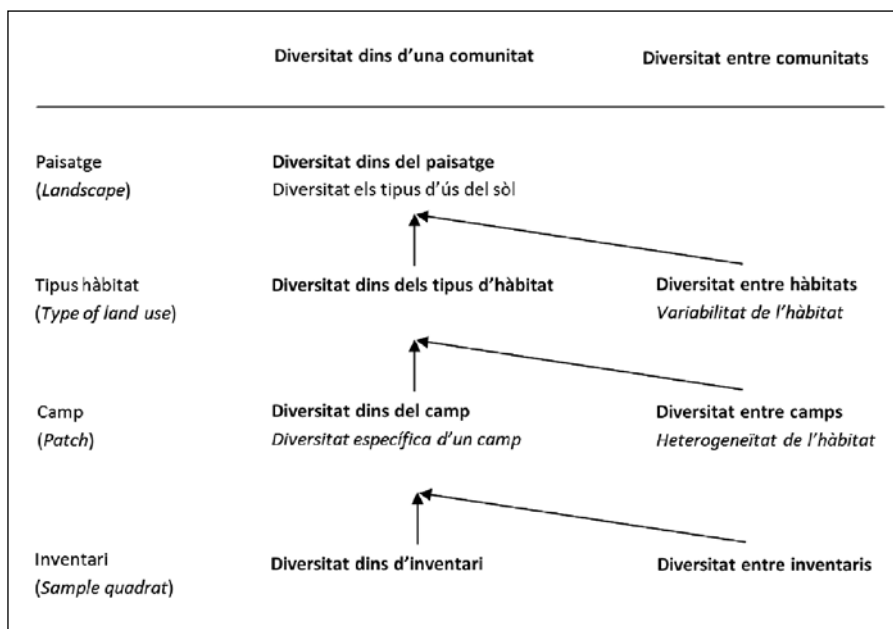 Diversitat dins d'una comunitat
Diversitat entre comunitats
Paisatge
(Landscape)
Diversitat dins del paisatge
Diversitat els tipus d'ús del sòl
Tipus hàbitat
(Type of land use)
Diversitat dins dels tipus d'hàbitat
Diversitat entre hàbitats
Variabilitat de l'hàbitat
Camp
(Patch)
Diversitat dins del camp
Diversitat específica d'un camp
Diversitat entre camps
Heterogeneïtat de l'hàbitat
Inventari
(Sample quadrat)
Diversitat dins d'inventari
Diversitat entre inventaris